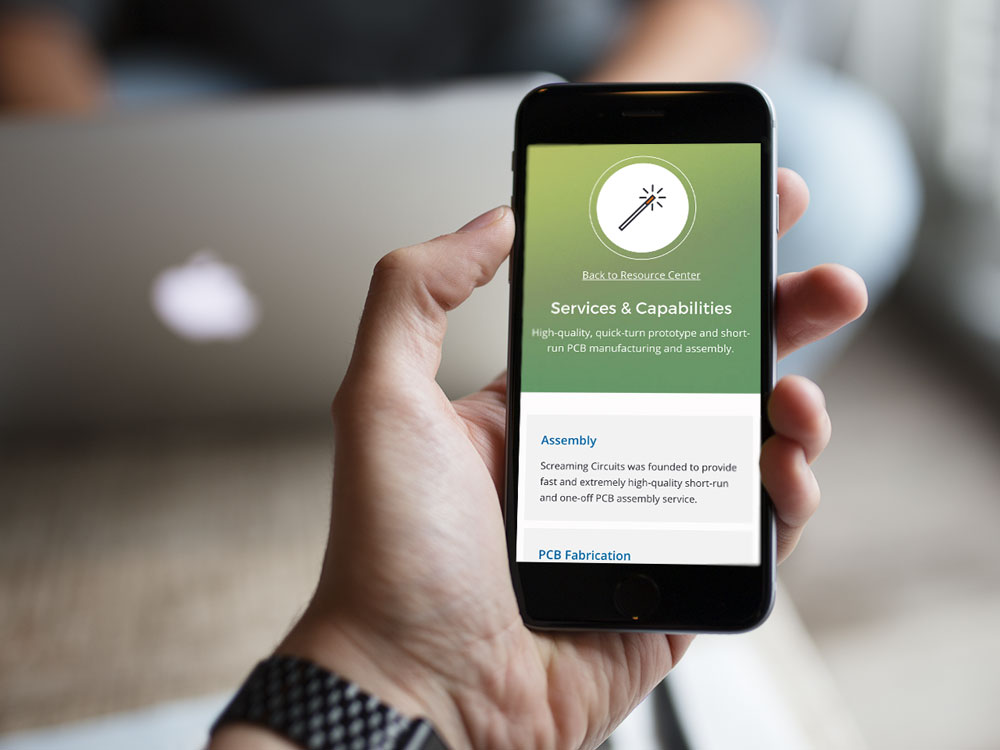 Back to Resource Center
Services & Capabilities
High-quality, quick-turn prototype and short-
run PCB manufacturing and assembly.
Assembly
Screaming Circuits was founded to provide
fast and extremely high-quality short-run
and one-off PCB assembly service.
PCB Fabrication